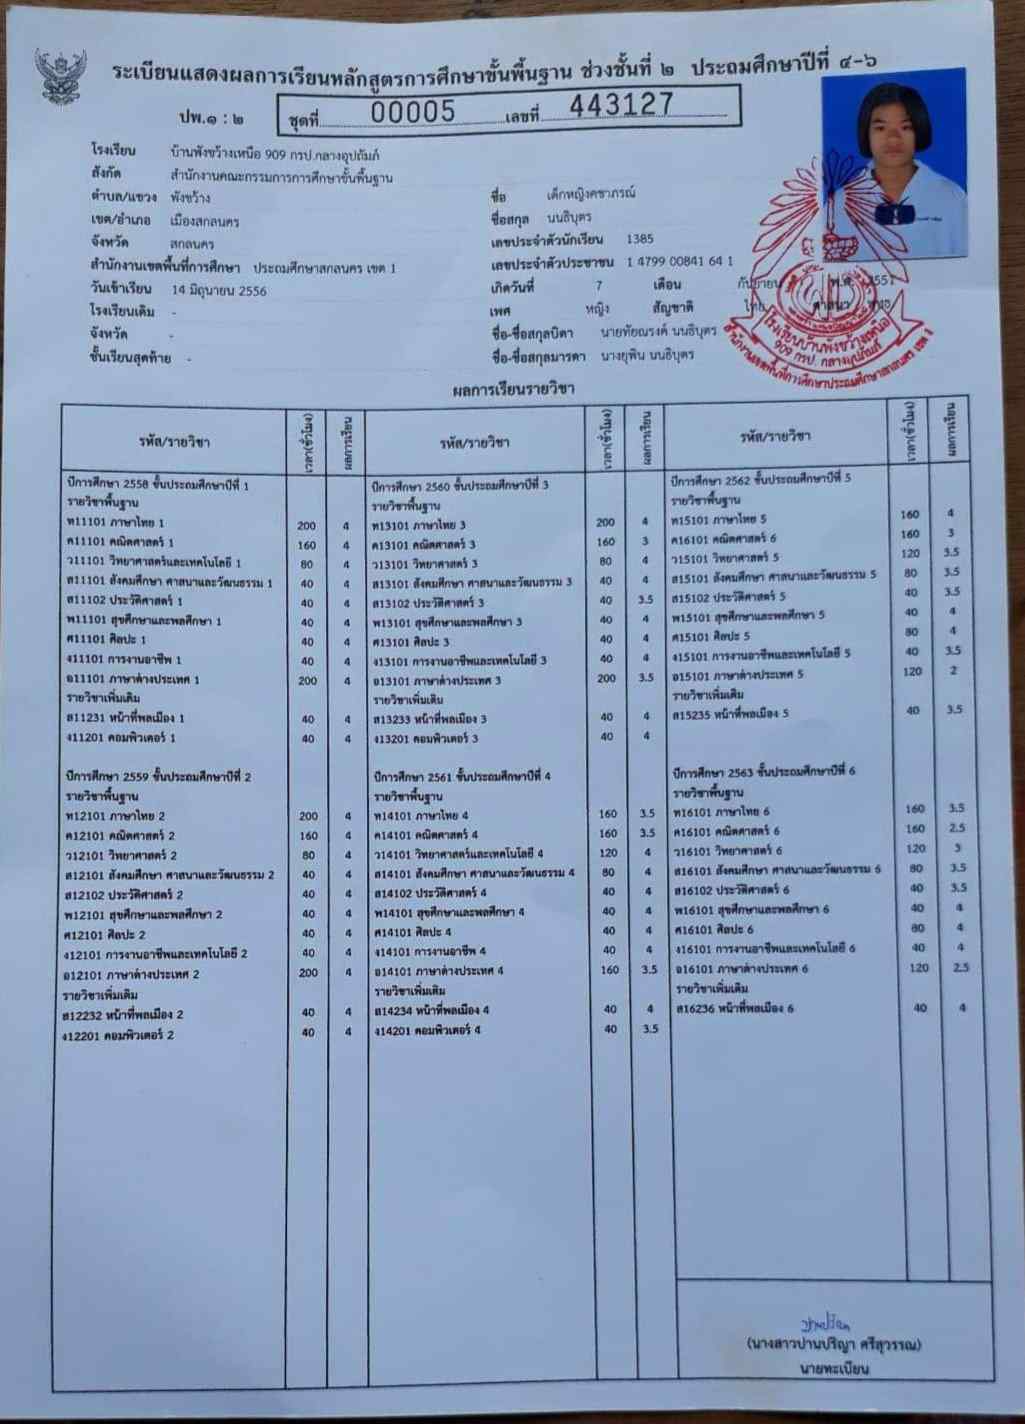 ระเบียนแสดงผลการเรียนหลักสูตรการศึกษาขั้นพื้นฐาน ช่วงชั้นที่ ๒ ประถมศึกษาปีที่ ๔-๖
ปพ.๑ : ๒ ชุดที่ 00005 เลขที่ 443127
โรงเรียน บ้านพังขว้างเหนือ 909 กรป.กลางอุปถัมภ์
สังกัด สำนักงานคณะกรรมการการศึกษาขั้นพื้นฐาน
ตำบล/แขวง พังขว้าง
เขต/อำเภอ เมืองสกลนคร
จังหวัด สกลนคร
สำนักงานเขตพื้นที่การศึกษา ประถมศึกษาสกลนคร เขต 1
วันเข้าเรียน 14 มิถุนายน 2556
โรงเรียนเดิม -
จังหวัด -
ชั้นเรียนสุดท้าย -
ชื่อ เด็กหญิงคชาภรณ์
ชื่อสกุล นนธิบุตร
เลขประจำตัวนักเรียน 1385
เลขประจำตัวประชาชน 1 4799 00841 64 1
เกิดวันที่ 7 เดือน กันยายน พ.ศ. 2551
เพศ หญิง สัญชาติ ไทย ศาสนา พุทธ
ชื่อ-ชื่อสกุลบิดา นายทัยณรงค์ นนธิบุตร
ชื่อ-ชื่อสกุลมารดา นางยุพิน นนธิบุตร
โรงเรียนบ้านพังขว้างเหนือ
909 กรป. กลางอุปถัมภ์
สำนักงานเขตพื้นที่การศึกษาประถมศึกษาสกลนคร เขต 1
ผลการเรียนรายวิชา
รหัส/รายวิชา เวลา(ชั่วโมง) ผลการเรียน
ปีการศึกษา 2558 ชั้นประถมศึกษาปีที่ 1
รายวิชาพื้นฐาน
ท11101 ภาษาไทย 1 200 4
ค11101 คณิตศาสตร์ 1 160 4
ว11101 วิทยาศาสตร์และเทคโนโลยี 1 80 4
ส11101 สังคมศึกษา ศาสนาและวัฒนธรรม 1 40 4
ส11102 ประวัติศาสตร์ 1 40 4
พ11101 สุขศึกษาและพลศึกษา 1 40 4
ศ11101 ศิลปะ 1 40 4
ง11101 การงานอาชีพ 1 40 4
อ11101 ภาษาต่างประเทศ 1 200 4
รายวิชาเพิ่มเติม
ส11231 หน้าที่พลเมือง 1 40 4
ง11201 คอมพิวเตอร์ 1 40 4
ปีการศึกษา 2559 ชั้นประถมศึกษาปีที่ 2
รายวิชาพื้นฐาน
ท12101 ภาษาไทย 2 200 4
ค12101 คณิตศาสตร์ 2 160 4
ว12101 วิทยาศาสตร์ 2 80 4
ส12101 สังคมศึกษา ศาสนาและวัฒนธรรม 2 40 4
ส12102 ประวัติศาสตร์ 2 40 4
พ12101 สุขศึกษาและพลศึกษา 2 40 4
ศ12101 ศิลปะ 2 40 4
ง12101 การงานอาชีพและเทคโนโลยี 2 40 4
อ12101 ภาษาต่างประเทศ 2 200 4
รายวิชาเพิ่มเติม
ส12232 หน้าที่พลเมือง 2 40 4
ง12201 คอมพิวเตอร์ 2 40 4
รหัส/รายวิชา เวลา(ชั่วโมง) ผลการเรียน
ปีการศึกษา 2560 ชั้นประถมศึกษาปีที่ 3
รายวิชาพื้นฐาน
ท13101 ภาษาไทย 3 200 4
ค13101 คณิตศาสตร์ 3 160 3
ว13101 วิทยาศาสตร์ 3 80 4
ส13101 สังคมศึกษา ศาสนาและวัฒนธรรม 3 40 4
ส13102 ประวัติศาสตร์ 3 40 3.5
พ13101 สุขศึกษาและพลศึกษา 3 40 4
ศ13101 ศิลปะ 3 40 4
ง13101 การงานอาชีพและเทคโนโลยี 3 40 4
อ13101 ภาษาต่างประเทศ 3 200 3.5
รายวิชาเพิ่มเติม
ส13233 หน้าที่พลเมือง 3 40 4
ง13201 คอมพิวเตอร์ 3 40 4
ปีการศึกษา 2561 ชั้นประถมศึกษาปีที่ 4
รายวิชาพื้นฐาน
ท14101 ภาษาไทย 4 160 3.5
ค14101 คณิตศาสตร์ 4 160 3.5
ว14101 วิทยาศาสตร์และเทคโนโลยี 4 120 4
ส14101 สังคมศึกษา ศาสนาและวัฒนธรรม 4 80 4
ส14102 ประวัติศาสตร์ 4 40 4
พ14101 สุขศึกษาและพลศึกษา 4 40 4
ศ14101 ศิลปะ 4 40 4
ง14101 การงานอาชีพ 4 40 4
อ14101 ภาษาต่างประเทศ 4 160 3.5
รายวิชาเพิ่มเติม
ส14234 หน้าที่พลเมือง 4 40 4
ง14201 คอมพิวเตอร์ 4 40 3.5
รหัส/รายวิชา เวลา(ชั่วโมง) ผลการเรียน
ปีการศึกษา 2562 ชั้นประถมศึกษาปีที่ 5
รายวิชาพื้นฐาน
ท15101 ภาษาไทย 5 160 4
ค16101 คณิตศาสตร์ 6 160 3
ว15101 วิทยาศาสตร์ 5 120 3.5
ส15101 สังคมศึกษา ศาสนาและวัฒนธรรม 5 80 3.5
ส15102 ประวัติศาสตร์ 5 40 3.5
พ15101 สุขศึกษาและพลศึกษา 5 40 4
ศ15101 ศิลปะ 5 80 4
ง15101 การงานอาชีพและเทคโนโลยี 5 40 3.5
อ15101 ภาษาต่างประเทศ 5 120 2
รายวิชาเพิ่มเติม
ส15235 หน้าที่พลเมือง 5 40 3.5
ปีการศึกษา 2563 ชั้นประถมศึกษาปีที่ 6
รายวิชาพื้นฐาน
ท16101 ภาษาไทย 6 160 3.5
ค16101 คณิตศาสตร์ 6 160 2.5
ว16101 วิทยาศาสตร์ 6 120 3
ส16101 สังคมศึกษา ศาสนาและวัฒนธรรม 6 80 3.5
ส16102 ประวัติศาสตร์ 6 40 3.5
พ16101 สุขศึกษาและพลศึกษา 6 40 4
ศ16101 ศิลปะ 6 80 4
ง16101 การงานอาชีพและเทคโนโลยี 6 40 4
อ16101 ภาษาต่างประเทศ 6 120 2.5
รายวิชาเพิ่มเติม
ส16236 หน้าที่พลเมือง 6 40 4
(นางสาวปานปริญา ศรีสุวรรณ)
นายทะเบียน